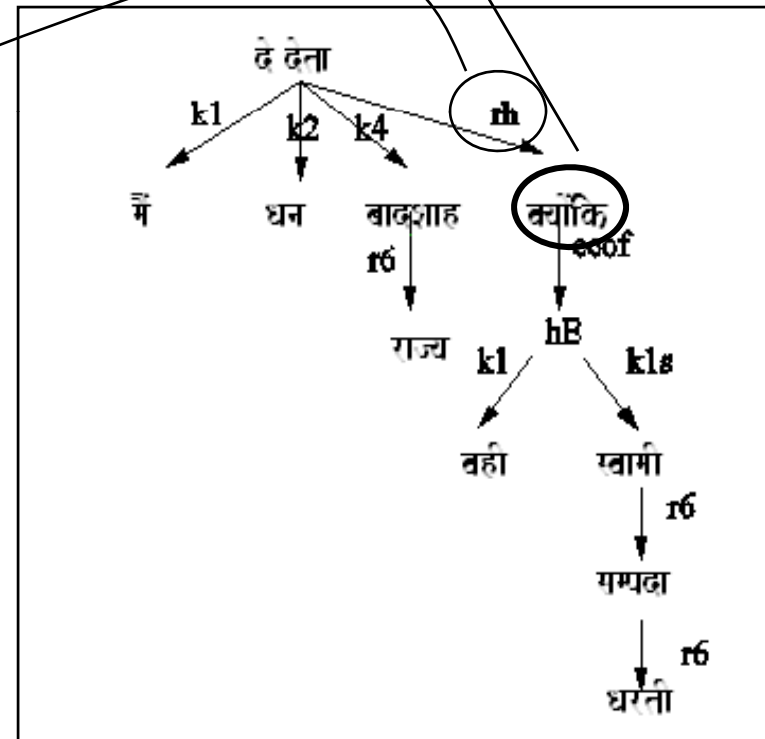 दे देता
k1 k2 k4 rh
मैं धन बादशाह क्योंकि
r6 ccof
राज्य hE
k1 k1s
वही स्वामी
r6
सम्पदा
r6
धरती